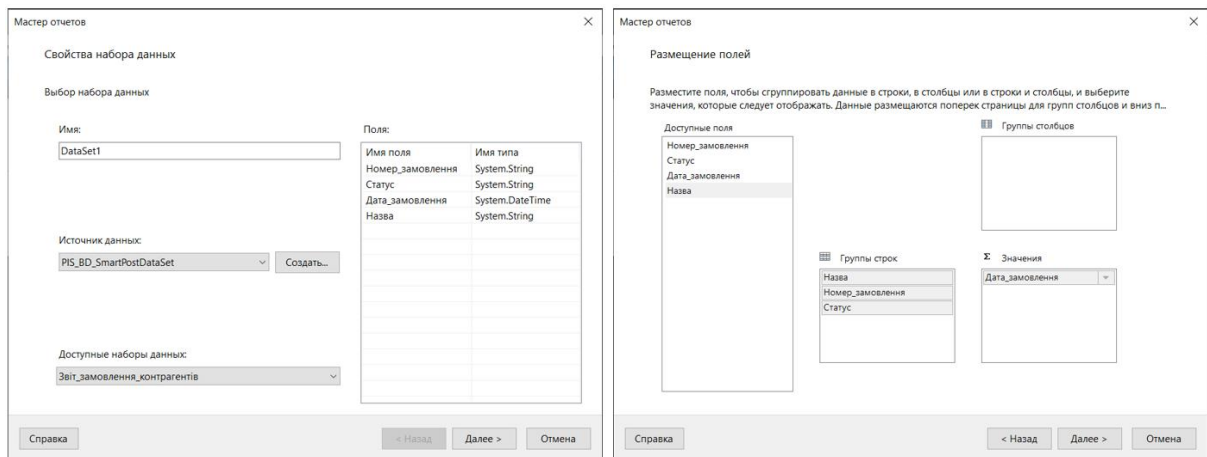 Мастер отчетов
Свойства набора данных
Выбор набора данных
Имя:
DataSet1
Источник данных:
PIS_BD_SmartPostDataSet
Создать...
Доступные наборы данных:
Звіт_замовлення_контрагентів
Поля:
Имя поля Имя типа
Номер_замовлення System.String
Статус System.String
Дата_замовлення System.DateTime
Назва System.String
Справка
< Назад
Далее >
Отмена
Мастер отчетов
Размещение полей
Разместите поля, чтобы сгруппировать данные в строки, в столбцы или в строки и столбцы, и выберите
значения, которые следует отображать. Данные размещаются поперек страницы для групп столбцов и вниз п...
Доступные поля
Номер_замовлення
Статус
Дата_замовлення
Назва
Группы столбцов
Группы строк
Назва
Номер_замовлення
Статус
Σ Значения
Дата_замовлення
Справка
< Назад
Далее >
Отмена